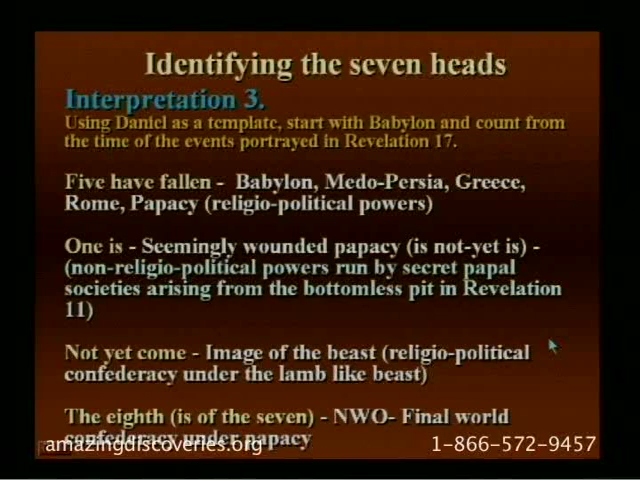 Identifying the seven heads
Interpretation 3.
Using Daniel as a template, start with Babylon and count from
the time of the events portrayed in Revelation 17.
Five have fallen - Babylon, Medo-Persia, Greece,
Rome, Papacy (religio-political powers)
One is - Seemingly wounded papacy (is not-yet is) -
(non-religio-political powers run by secret papal
societies arising from the bottomless pit in Revelation
11)
Not yet come - Image of the beast (religio-political
confederacy under the lamb like beast)
The eighth (is of the seven) - NWO- Final world
confederacy under papacy
amazingdiscoveries.org 1-866-572-9457